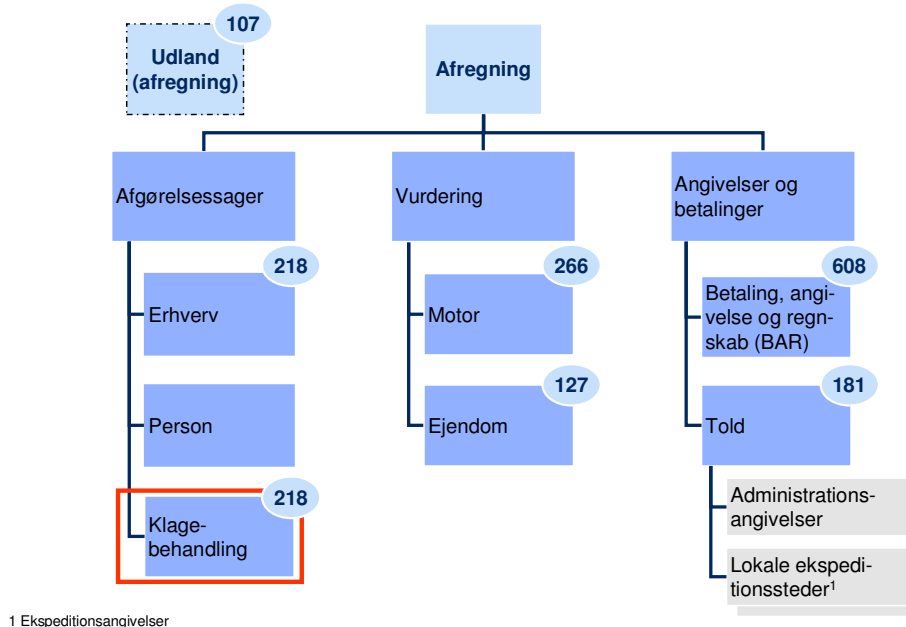 107
Udland
(afregning)
Afregning
Afgørelsessager
218
Erhverv
Person
218
Klage-
behandling
Vurdering
266
Motor
127
Ejendom
Angivelser og
betalinger
608
Betaling, angi-
velse og regn-
skab (BAR)
181
Told
Administrations-
angivelser
Lokale ekspedi-
tionssteder¹
1 Ekspeditionsangivelser